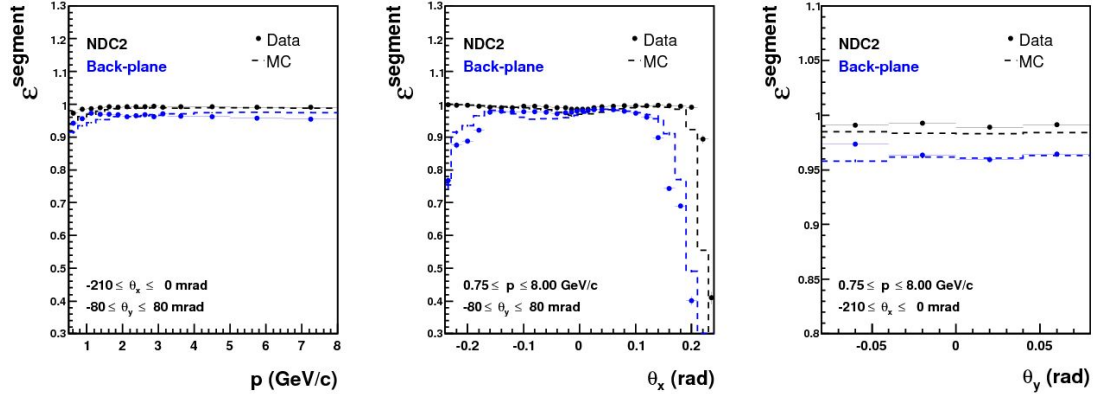 ε^segment
1.3
1.2
1.1
1
0.9
0.8
0.7
0.6
0.5
0.4
0.3
NDC2
Back-plane
Data
MC
-210 ≤ θ_x ≤ 0 mrad
-80 ≤ θ_y ≤ 80 mrad
1 2 3 4 5 6 7 8
p (GeV/c)
ε^segment
1.3
1.2
1.1
1
0.9
0.8
0.7
0.6
0.5
0.4
0.3
NDC2
Back-plane
Data
MC
0.75 ≤ p ≤ 8.00 GeV/c
-80 ≤ θ_y ≤ 80 mrad
-0.2 -0.1 0 0.1 0.2
θ_x (rad)
ε^segment
1.1
1.05
1
0.95
0.9
0.85
0.8
NDC2
Back-plane
Data
MC
0.75 ≤ p ≤ 8.00 GeV/c
-210 ≤ θ_x ≤ 0 mrad
-0.05 0 0.05
θ_y (rad)